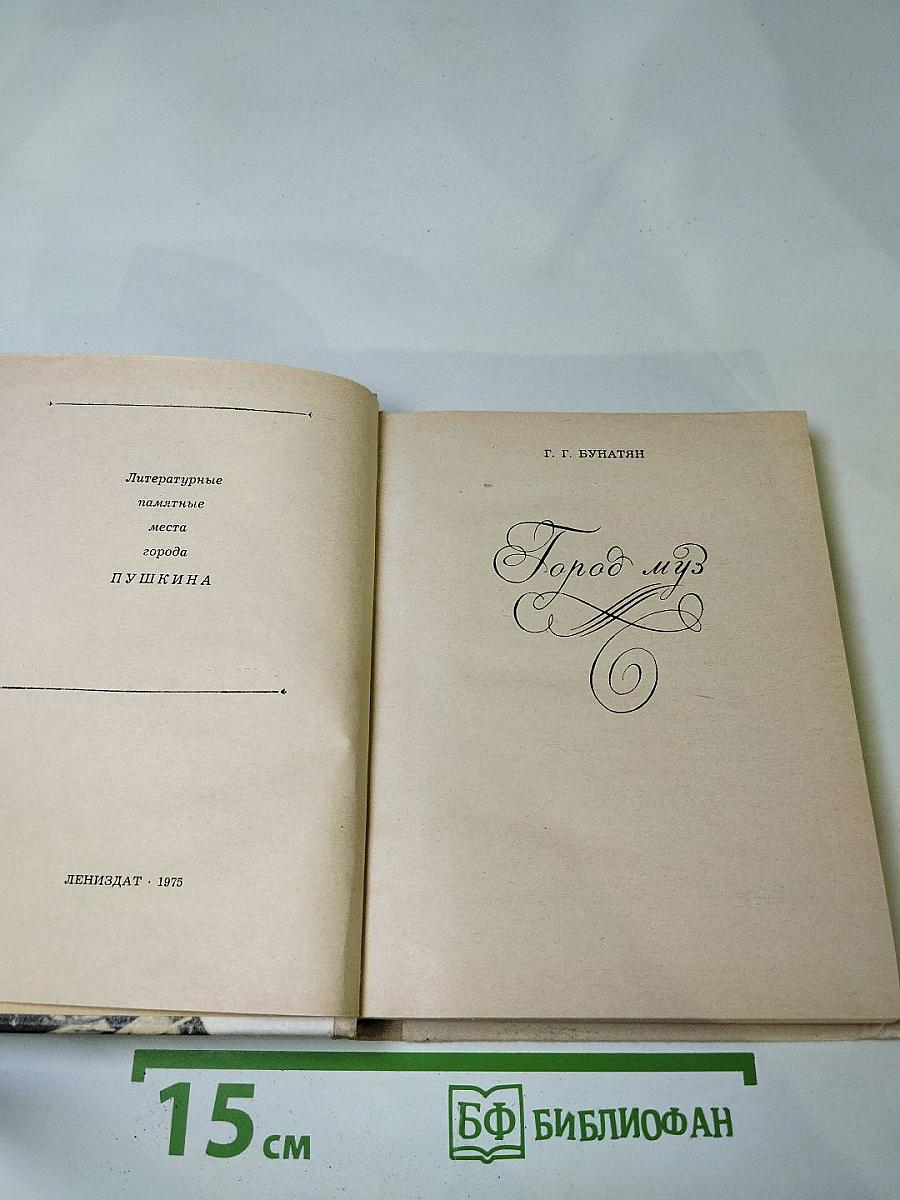 Литературные
памятные
места
города
ПУШКИНА
ЛЕНИЗДАТ · 1975
Г. Г. БУНАТЯН
Город муз
15 см
БФ БИБЛИОФАН